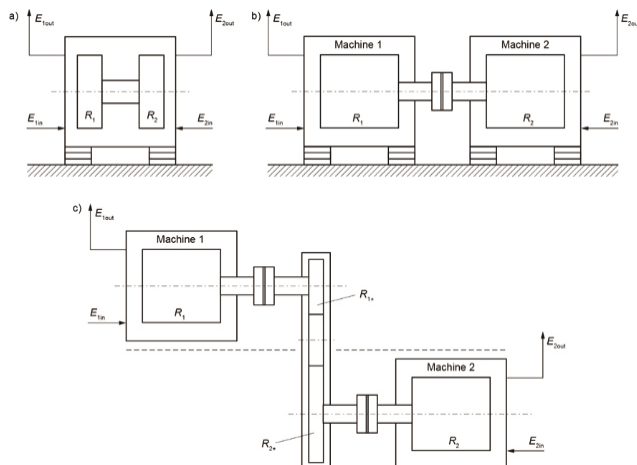 a)
E1out
E2out
R1
R2
E1in
E2in
b)
E1out
E2ou
Machine 1
Machine 2
R1
R2
E1in
E2in
c)
E1out
Machine 1
R1
E1in
R1+
E2out
Machine 2
R2
R2+
E2in